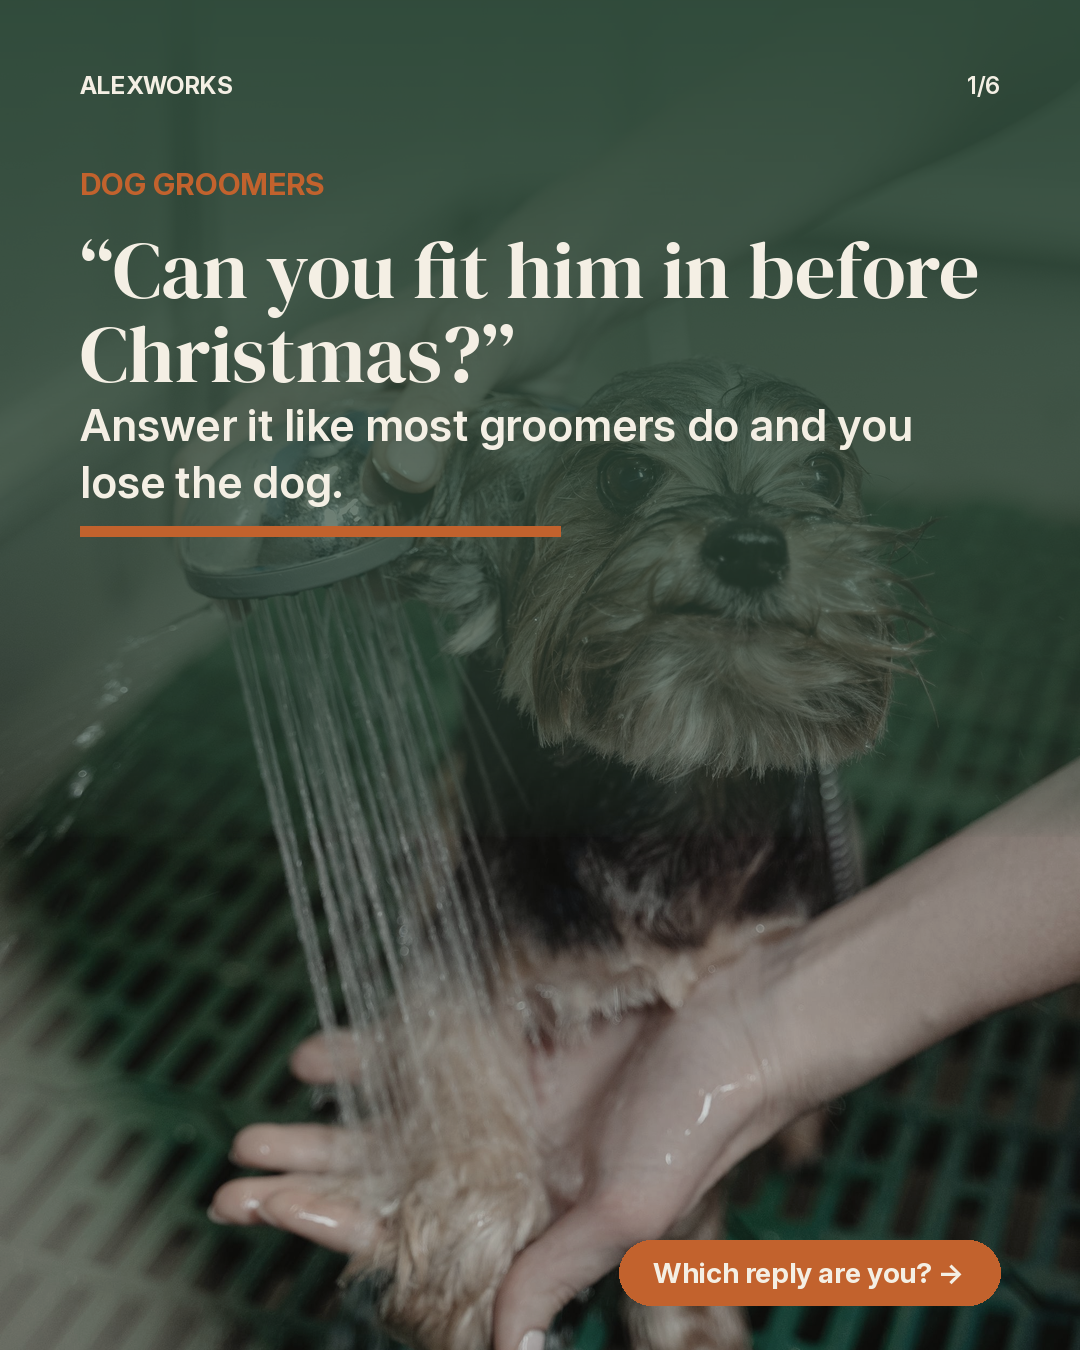 ALEXWORKS
1/6
DOG GROOMERS
“Can you fit him in before
Christmas?”
Answer it like most groomers do and you
lose the dog.
Which reply are you? →